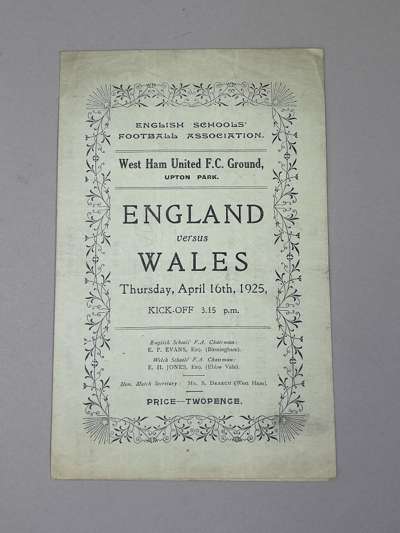 ENGLISH SCHOOLS'
FOOTBALL ASSOCIATION.
West Ham United F.C. Ground,
UPTON PARK.
ENGLAND
versus
WALES
Thursday, April 16th, 1925,
KICK-OFF 3.15 p.m.
English Schools' F.A. Chairman:
E. P. EVANS, Esq. (Birmingham).
Welsh Schools' F.A. Chairman:
E. H. JONES, Esq. (Ebbw Vale).
Hon. Match Secretary: Mr. S. (West Ham).
PRICE—TWOPENCE.